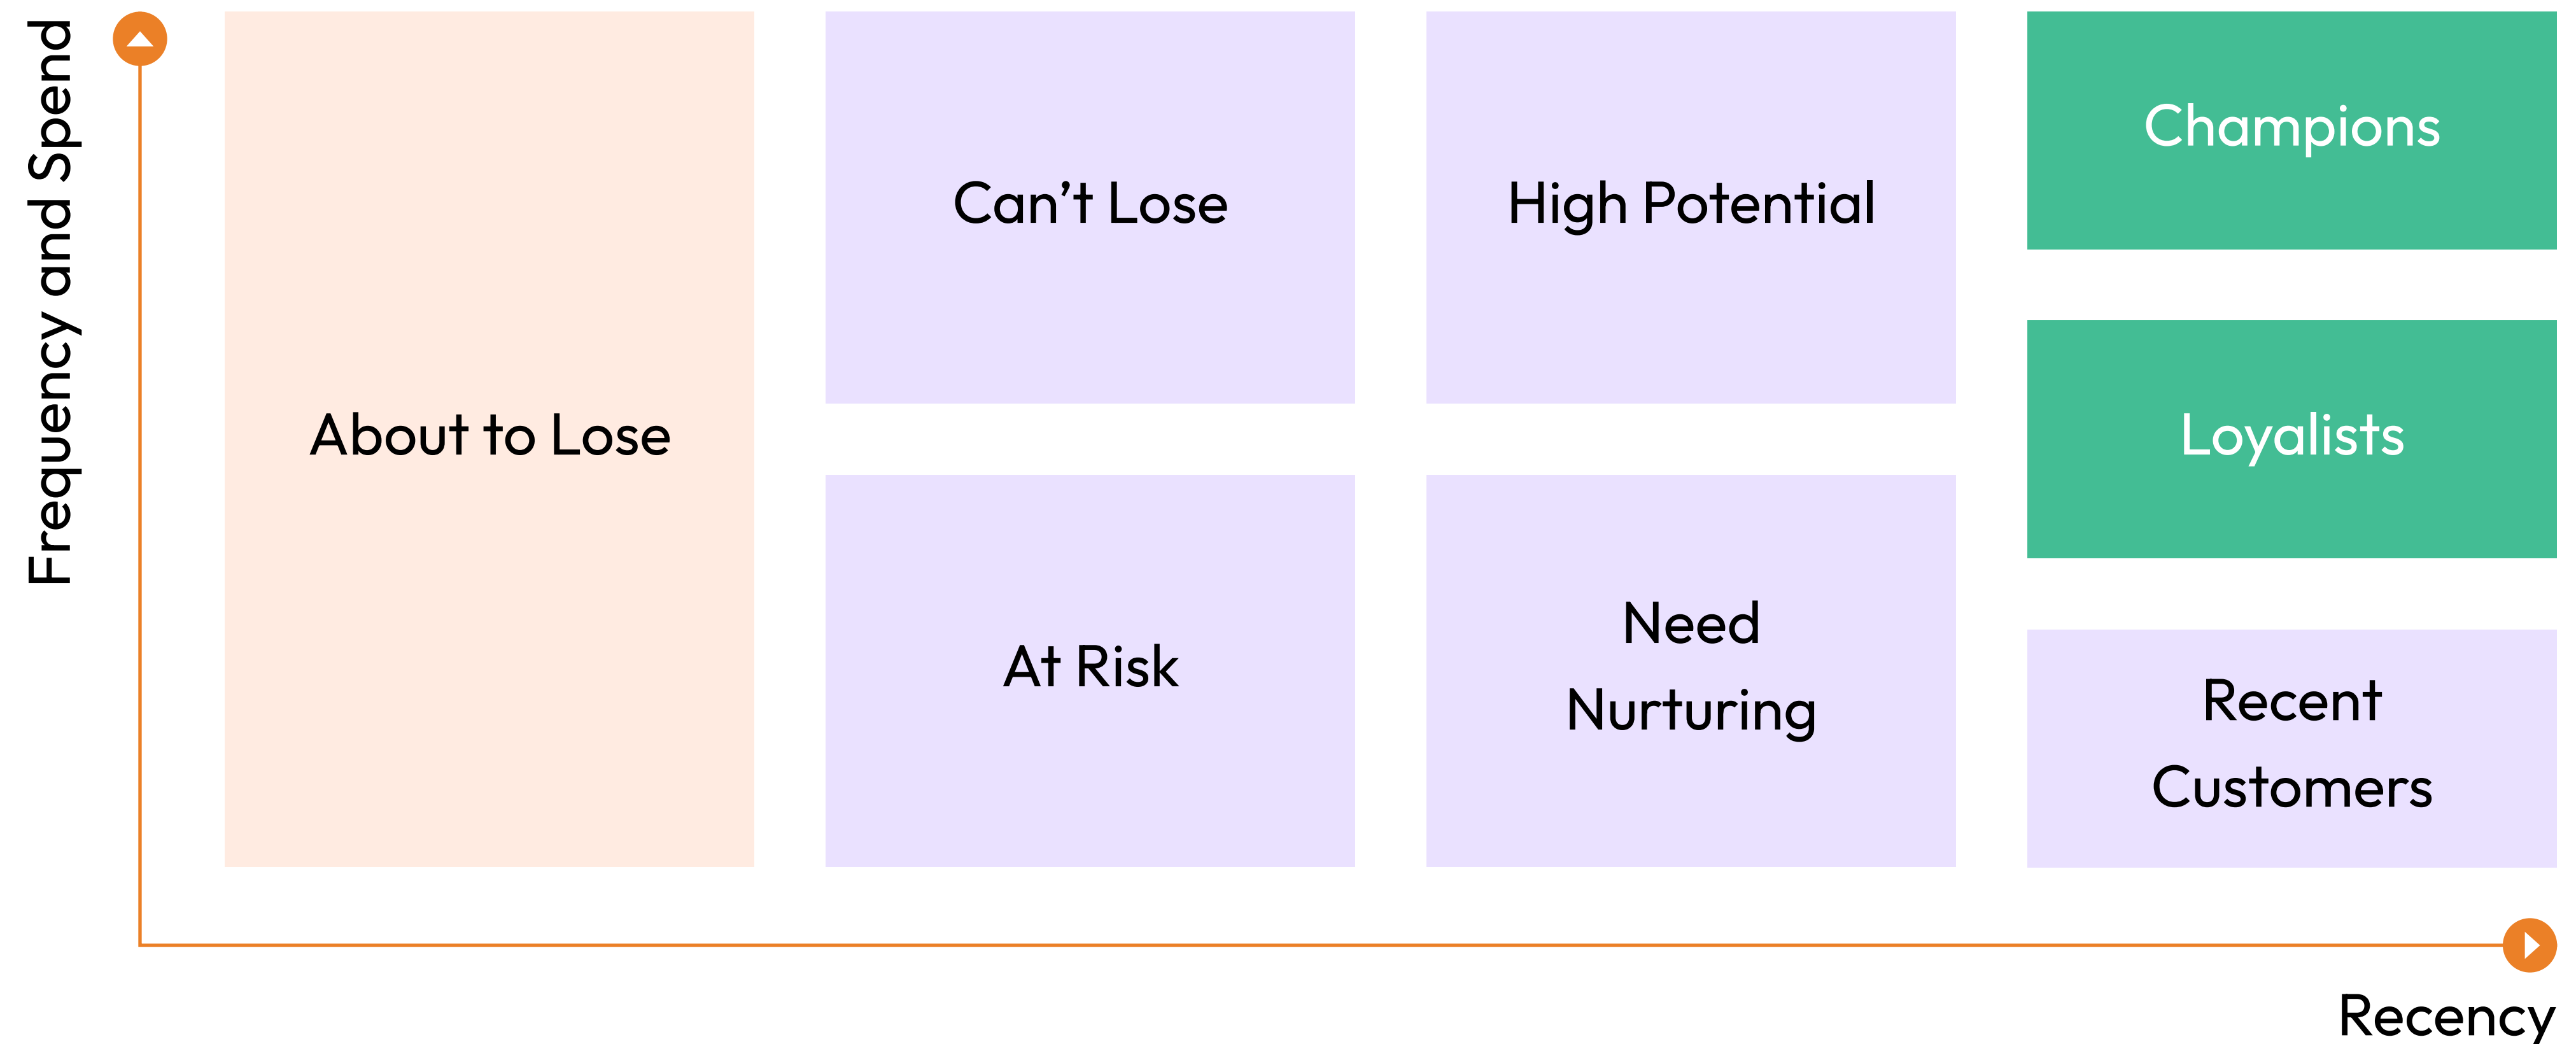 Frequency and Spend
About to Lose
Can’t Lose
At Risk
High Potential
Need
Nurturing
Champions
Loyalists
Recent
Customers
Recency